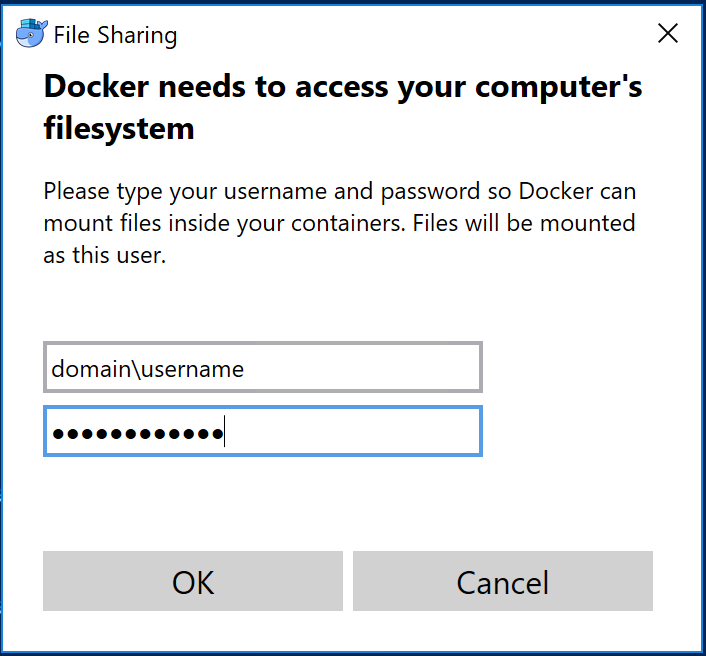 File Sharing
Docker needs to access your computer's
filesystem
Please type your username and password so Docker can
mount files inside your containers. Files will be mounted
as this user.
domain\username
●●●●●●●●●●●●
OK
Cancel